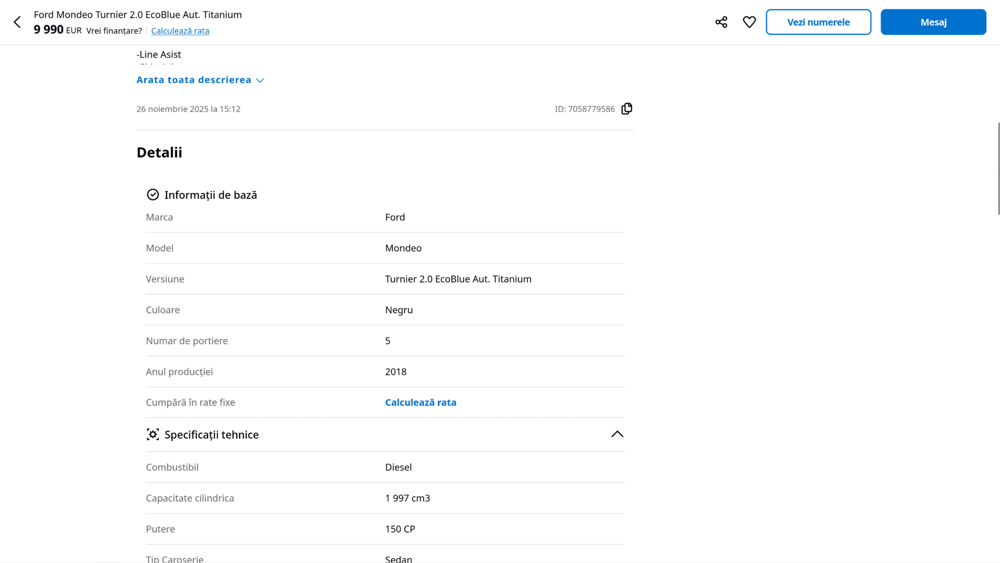 Ford Mondeo Turnier 2.0 EcoBlue Aut. Titanium
9 990 EUR Vrei finanțare? Calculează rata
Vezi numerele
Mesaj
-Line Asist
Arata toata descrierea
26 noiembrie 2025 la 15:12
ID: 7058779586
Detalii
Informații de bază
Marca Ford
Model Mondeo
Versiune Turnier 2.0 EcoBlue Aut. Titanium
Culoare Negru
Numar de portiere 5
Anul producției 2018
Cumpără în rate fixe Calculează rata
Specificații tehnice
Combustibil Diesel
Capacitate cilindrica 1 997 cm3
Putere 150 CP
Tip Caroserie Sedan